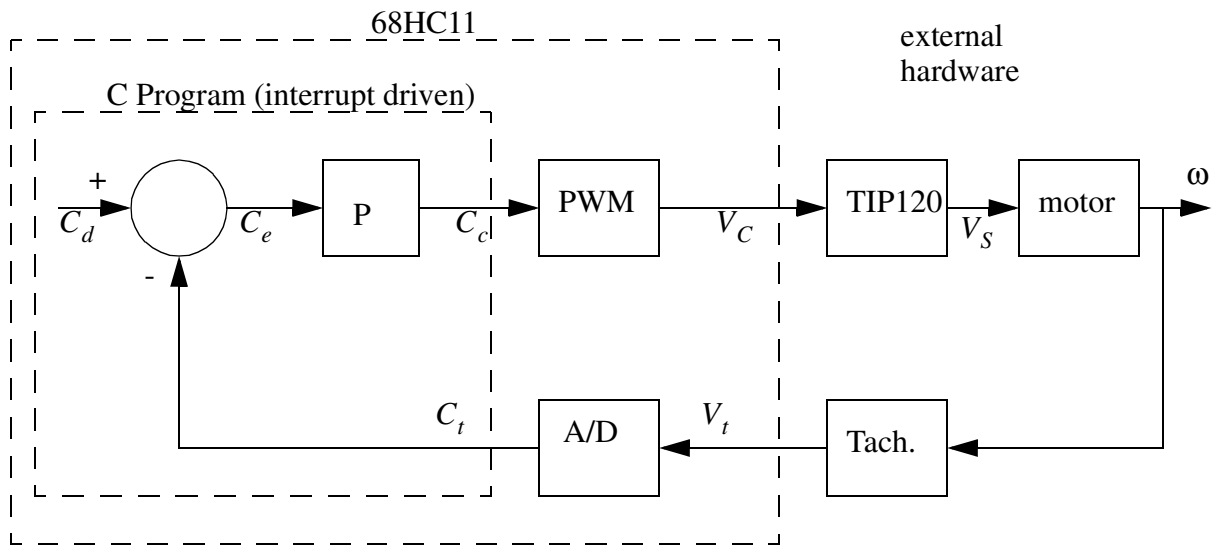 68HC11
external
hardware
C Program (interrupt driven)
+
C_d
C_e
P
C_c
PWM
V_C
TIP120
V_S
motor
ω
-
C_t
A/D
V_t
Tach.